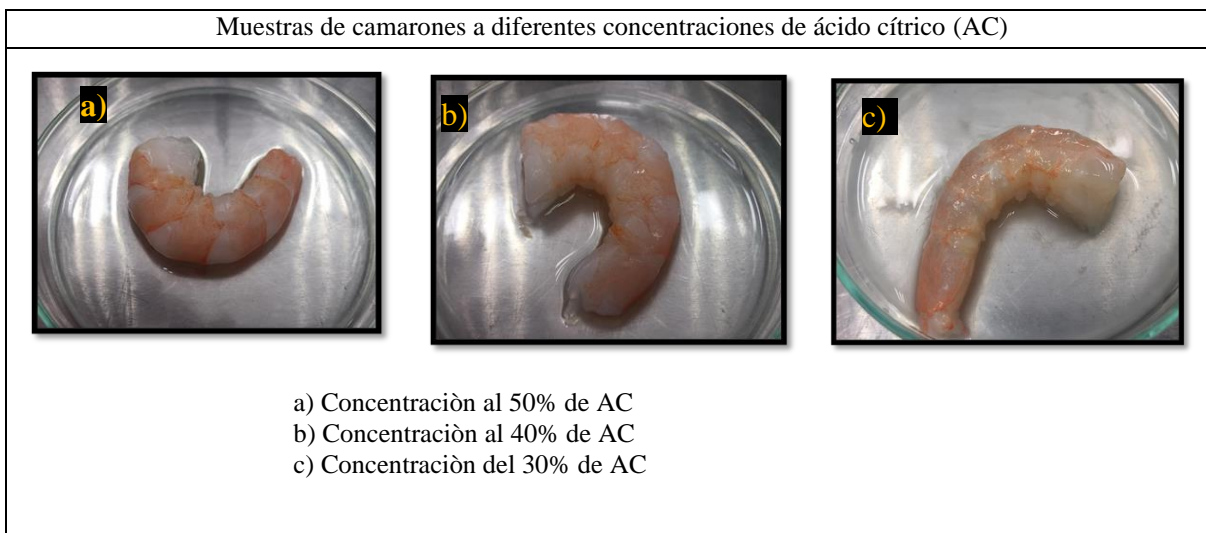 Muestras de camarones a diferentes concentraciones de ácido cítrico (AC)
a)
b)
c)
a) Concentraciòn al 50% de AC
b) Concentraciòn al 40% de AC
c) Concentraciòn del 30% de AC